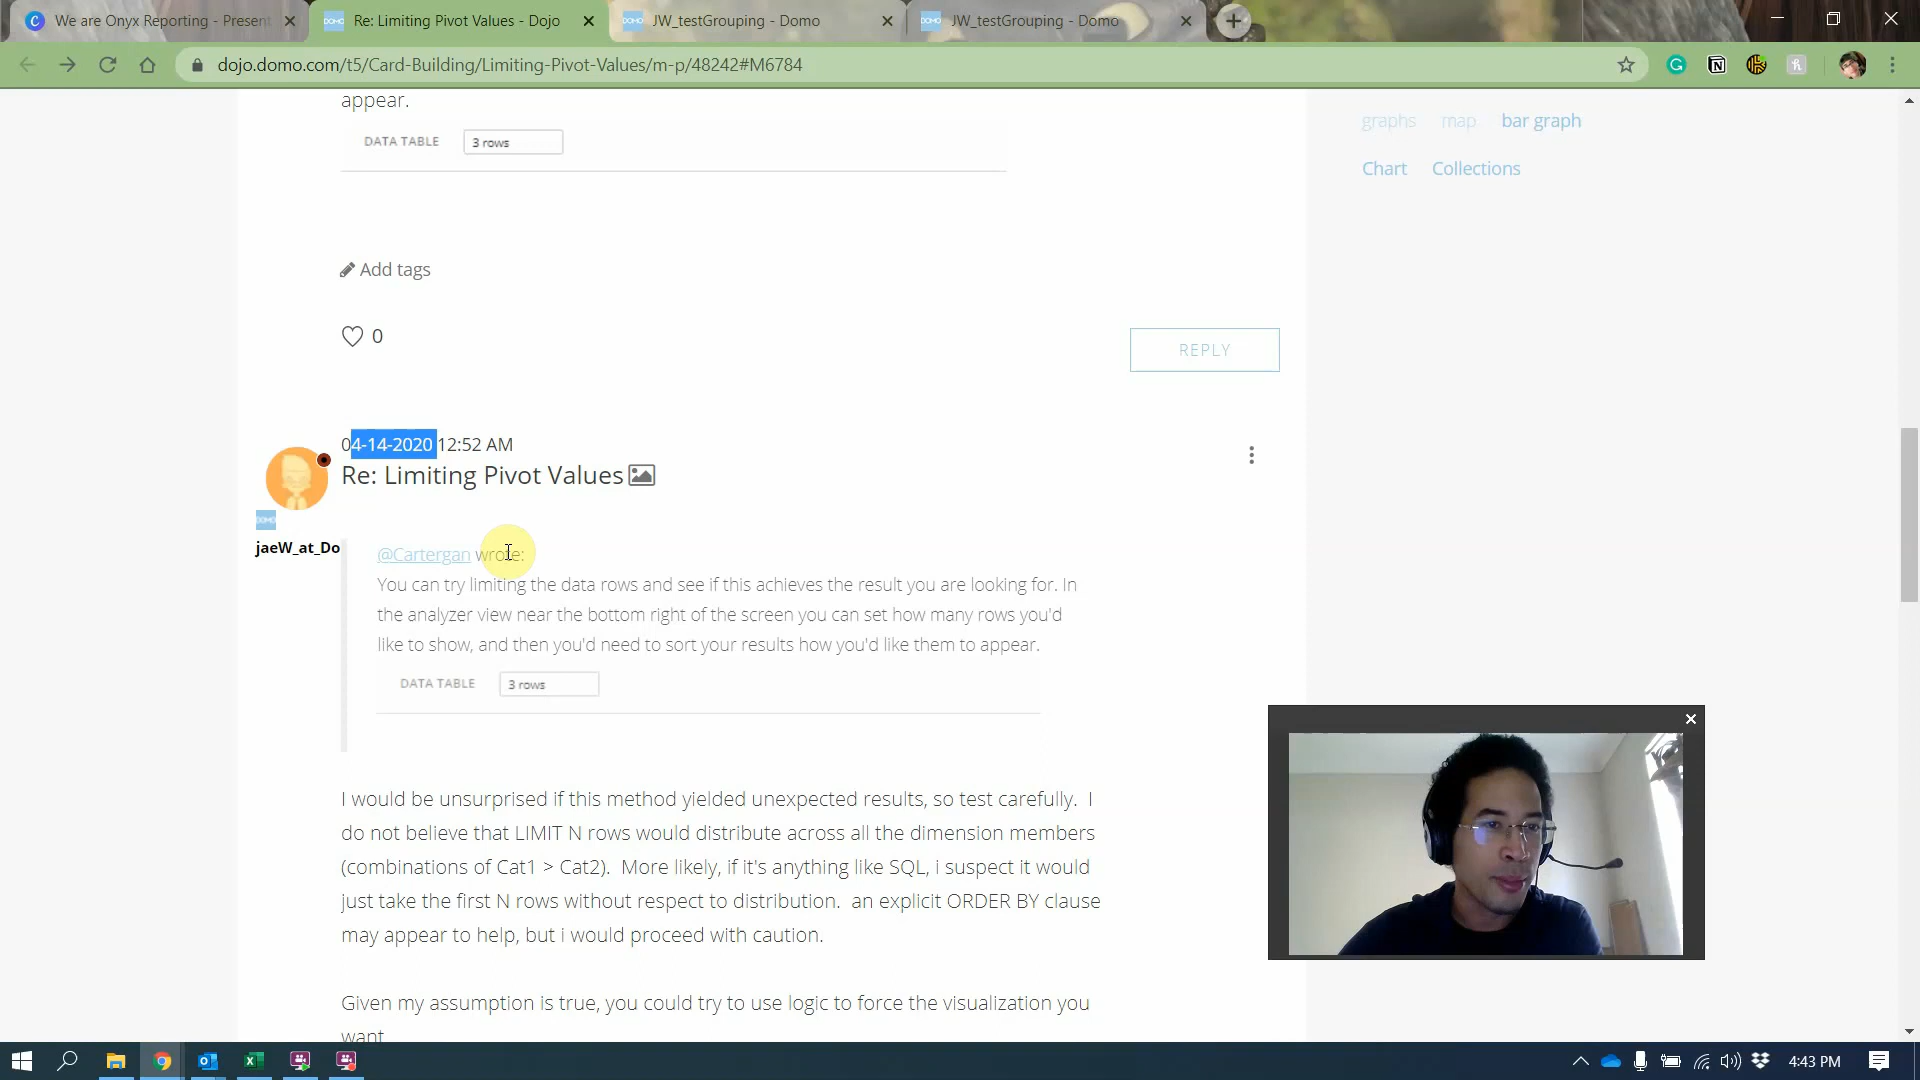 We are Onyx Reporting - Present
Re: Limiting Pivot Values - Dojo
DOMO
JW_testGrouping - Domo
DOMO
JW_testGrouping - Domo
dojo.domo.com/t5/Card-Building/Limiting-Pivot-Values/m-p/48242#M6784
appear.
DATA TABLE 3 rows
graphs map bar graph
Chart Collections
Add tags
0
REPLY
04-14-2020 12:52 AM
Re: Limiting Pivot Values
DOMO
jaeW_at_Do
@Cartergan wrote:
You can try limiting the data rows and see if this achieves the result you are looking for. In
the analyzer view near the bottom right of the screen you can set how many rows you'd
like to show, and then you'd need to sort your results how you'd like them to appear.
DATA TABLE 3 rows
I would be unsurprised if this method yielded unexpected results, so test carefully. I
do not believe that LIMIT N rows would distribute across all the dimension members
(combinations of Cat1 > Cat2). More likely, if it's anything like SQL, i suspect it would
just take the first N rows without respect to distribution. an explicit ORDER BY clause
may appear to help, but i would proceed with caution.
Given my assumption is true, you could try to use logic to force the visualization you
want
4:43 PM